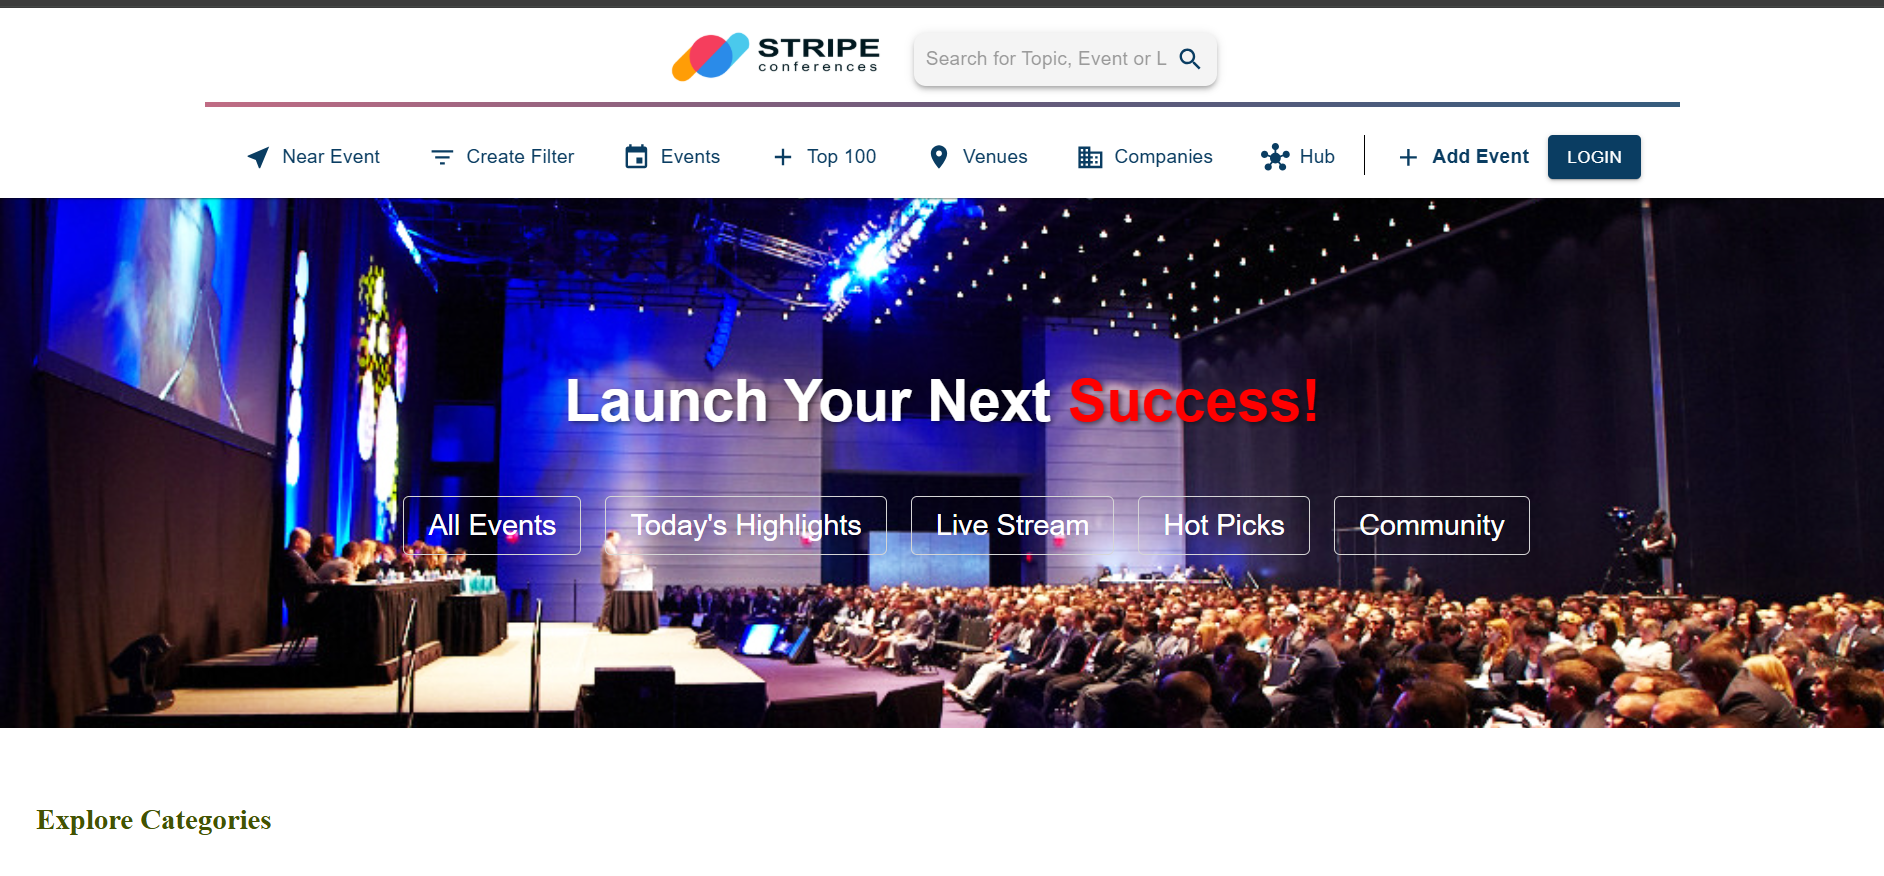 STRIPE
conferences
Search for Topic, Event or L
Near Event
Create Filter
Events
Top 100
Venues
Companies
Hub
Add Event
LOGIN
Launch Your Next Success!
All Events
Today's Highlights
Live Stream
Hot Picks
Community
Explore Categories